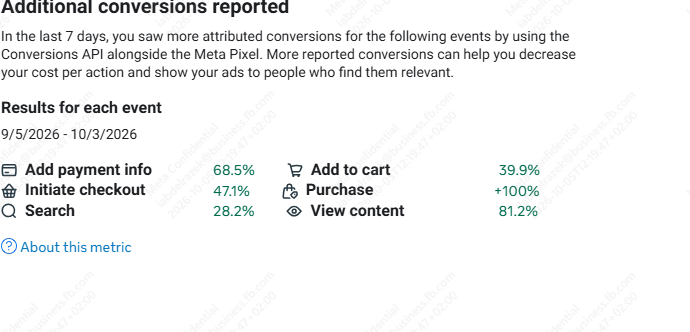 Additional conversions reported
In the last 7 days, you saw more attributed conversions for the following events by using the
Conversions API alongside the Meta Pixel. More reported conversions can help you decrease
your cost per action and show your ads to people who find them relevant.
Results for each event
9/5/2026 - 10/3/2026
Add payment info 68.5% Add to cart 39.9%
Initiate checkout 47.1% Purchase +100%
Search 28.2% View content 81.2%
About this metric